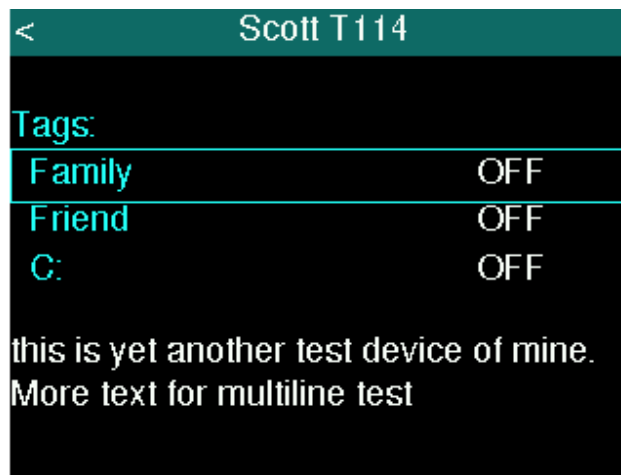 < Scott T114
Tags:
Family OFF
Friend OFF
C: OFF
this is yet another test device of mine.
More text for multiline test